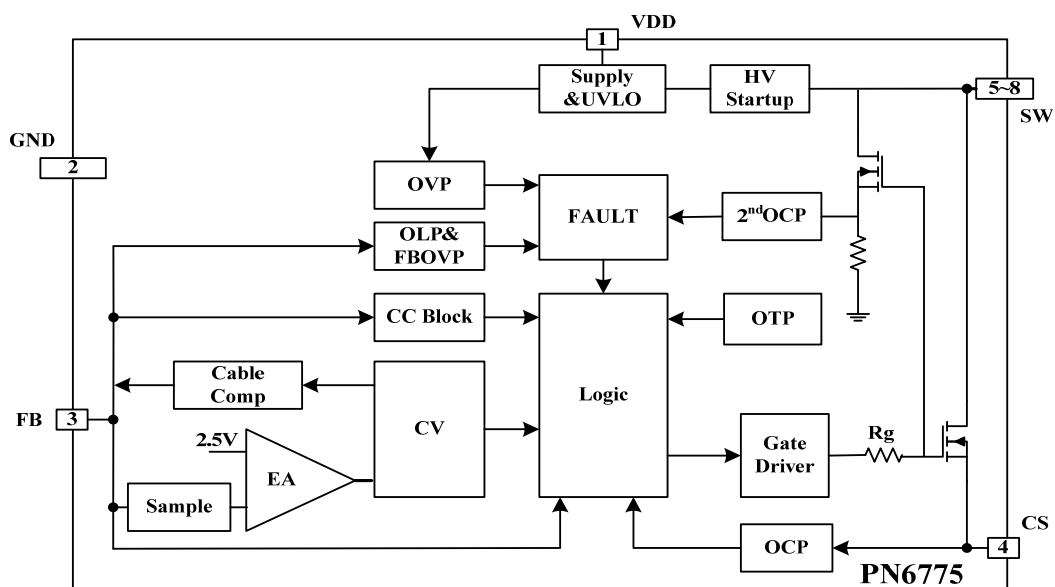 VDD
1
Supply
&UVLO
HV
Startup
5~8
SW
GND
2
OVP
FAULT
2ndOCP
OLP&
FBOVP
CC Block
OTP
Cable
Comp
Logic
FB
3
CV
2.5V
EA
Gate
Driver
Rg
Sample
OCP
CS
4
PN6775